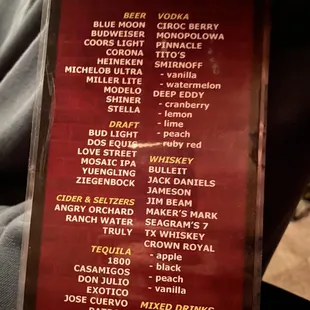 BEER
BLUE MOON
BUDWEISER
COORS LIGHT
CORONA
HEINEKEN
MICHELOB ULTRA
MILLER LITE
MODELO
SHINER
STELLA
DRAFT
BUD LIGHT
DOS EQUIS
LOVE STREET
MOSAIC IPA
YUENGLING
ZIEGENBOCK
CIDER & SELTZERS
ANGRY ORCHARD
RANCH WATER
TRULY
TEQUILA
1800
CASAMIGOS
DON JULIO
EXOTICO
JOSE CUERVO
VODKA
CIROC BERRY
MONOPOLOWA
PINNACLE
TITO'S
SMIRNOFF
- vanilla
- watermelon
DEEP EDDY
- cranberry
- lemon
- lime
- peach
- ruby red
WHISKEY
BULLEIT
JACK DANIELS
JAMESON
JIM BEAM
MAKER'S MARK
SEAGRAM'S 7
TX WHISKEY
CROWN ROYAL
- apple
- black
- peach
- vanilla
MIXED DRINKS